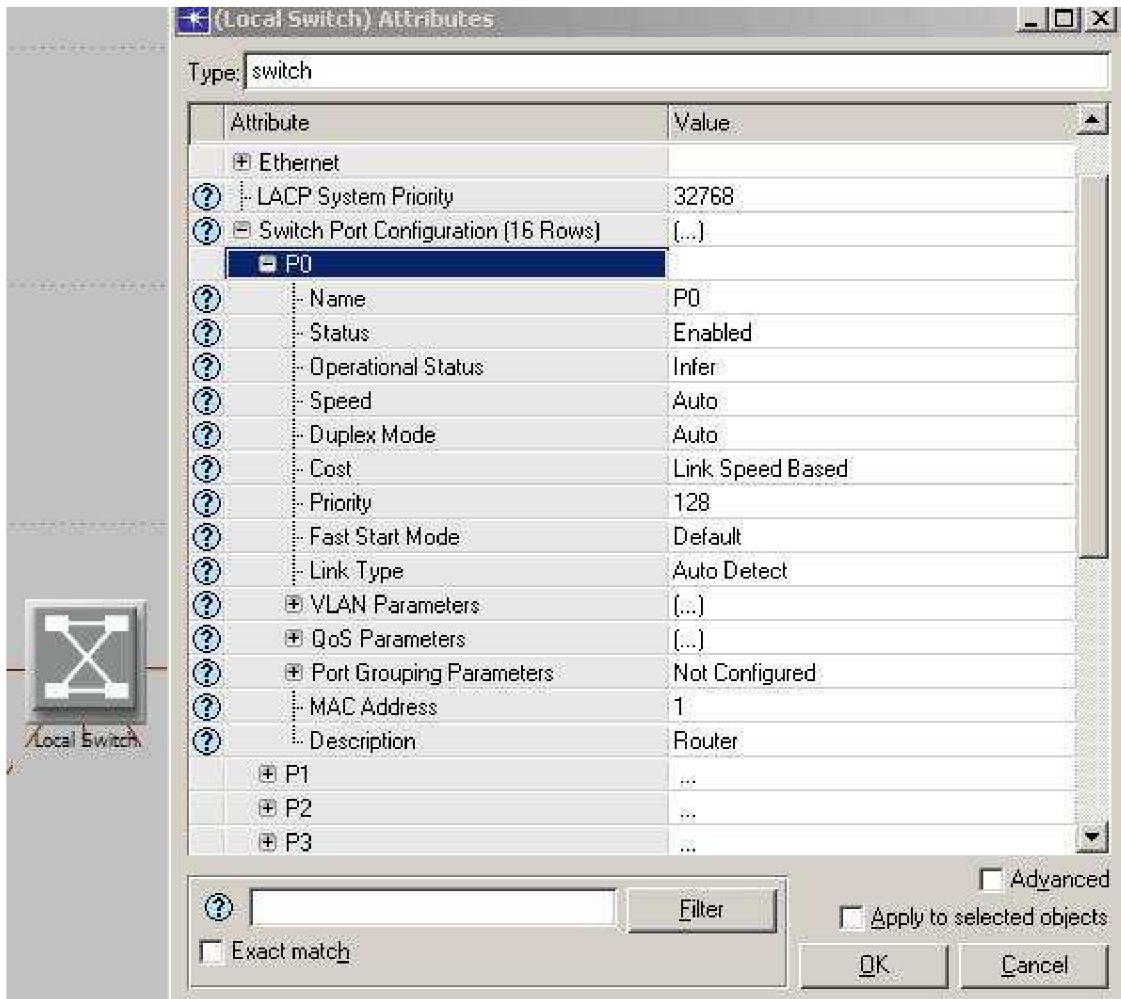 (Local Switch) Attributes
Type: switch
Attribute Value
Ethernet
LACP System Priority 32768
Switch Port Configuration (16 Rows) (...)
P0
Name P0
Status Enabled
Operational Status Infer
Speed Auto
Duplex Mode Auto
Cost Link Speed Based
Priority 128
Fast Start Mode Default
Link Type Auto Detect
VLAN Parameters (...)
QoS Parameters (...)
Port Grouping Parameters Not Configured
MAC Address 1
Description Router
P1 ...
P2 ...
P3 ...
Local Switch
Advanced
Filter
Apply to selected objects
Exact match
OK Cancel